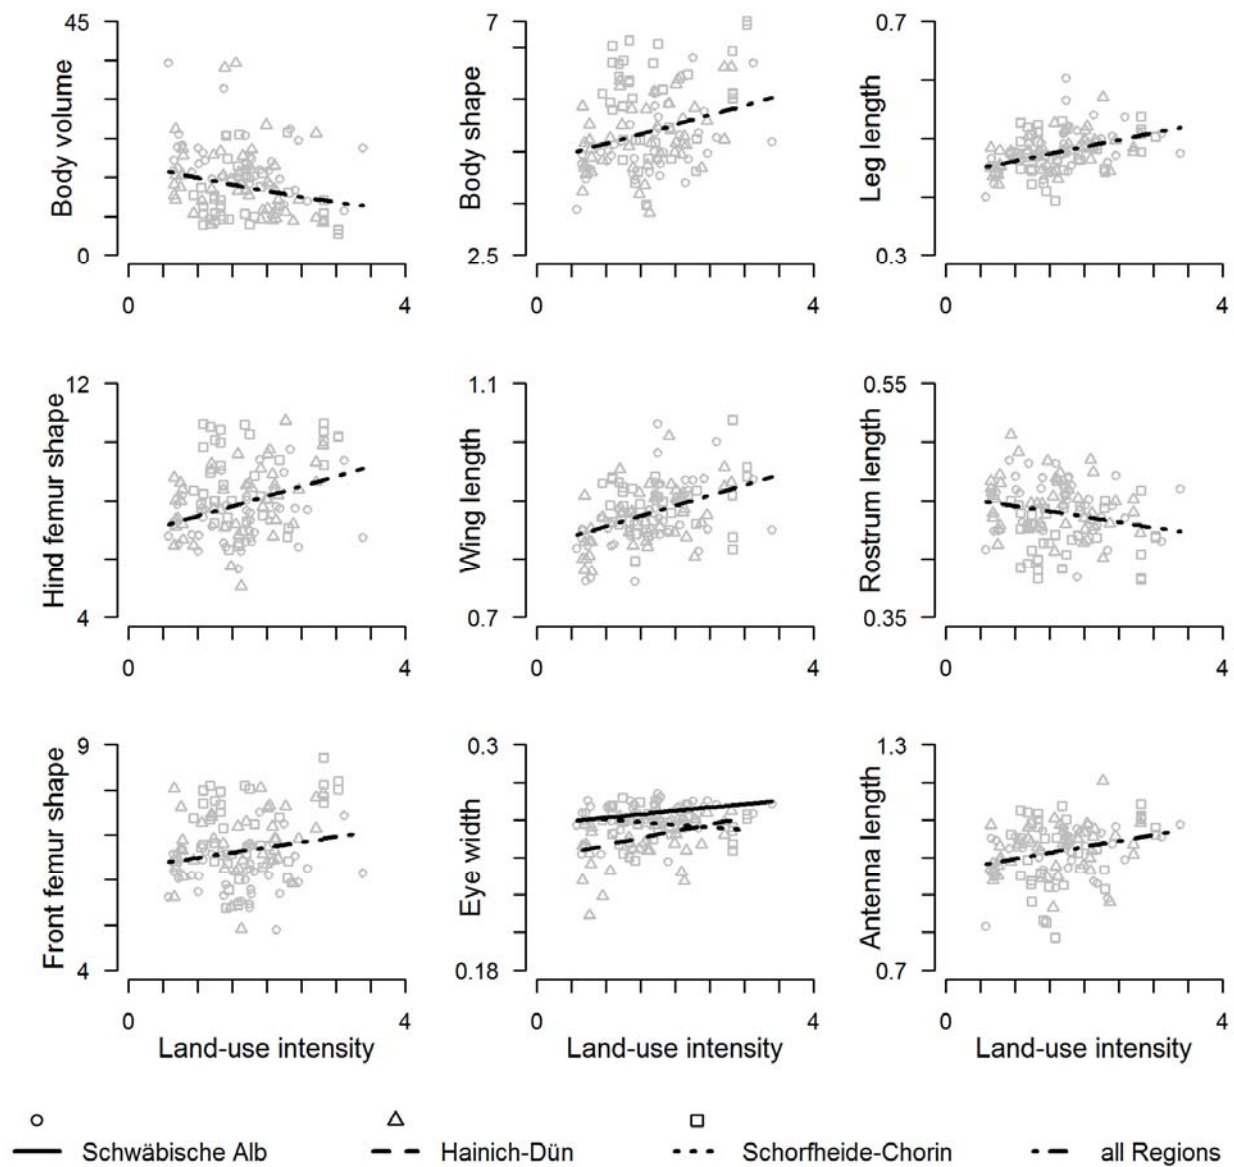 45
Body volume
0
0
4
7
Body shape
2.5
0
4
0.7
Leg length
0.3
0
4
12
Hind femur shape
4
0
4
1.1
Wing length
0.7
0
4
0.55
Rostrum length
0.35
0
4
9
Front femur shape
4
0
4
Land-use intensity
0.3
Eye width
0.18
0
4
Land-use intensity
1.3
Antenna length
0.7
0
4
Land-use intensity
Schwäbische Alb
Hainich-Dün
Schorfheide-Chorin
all Regions